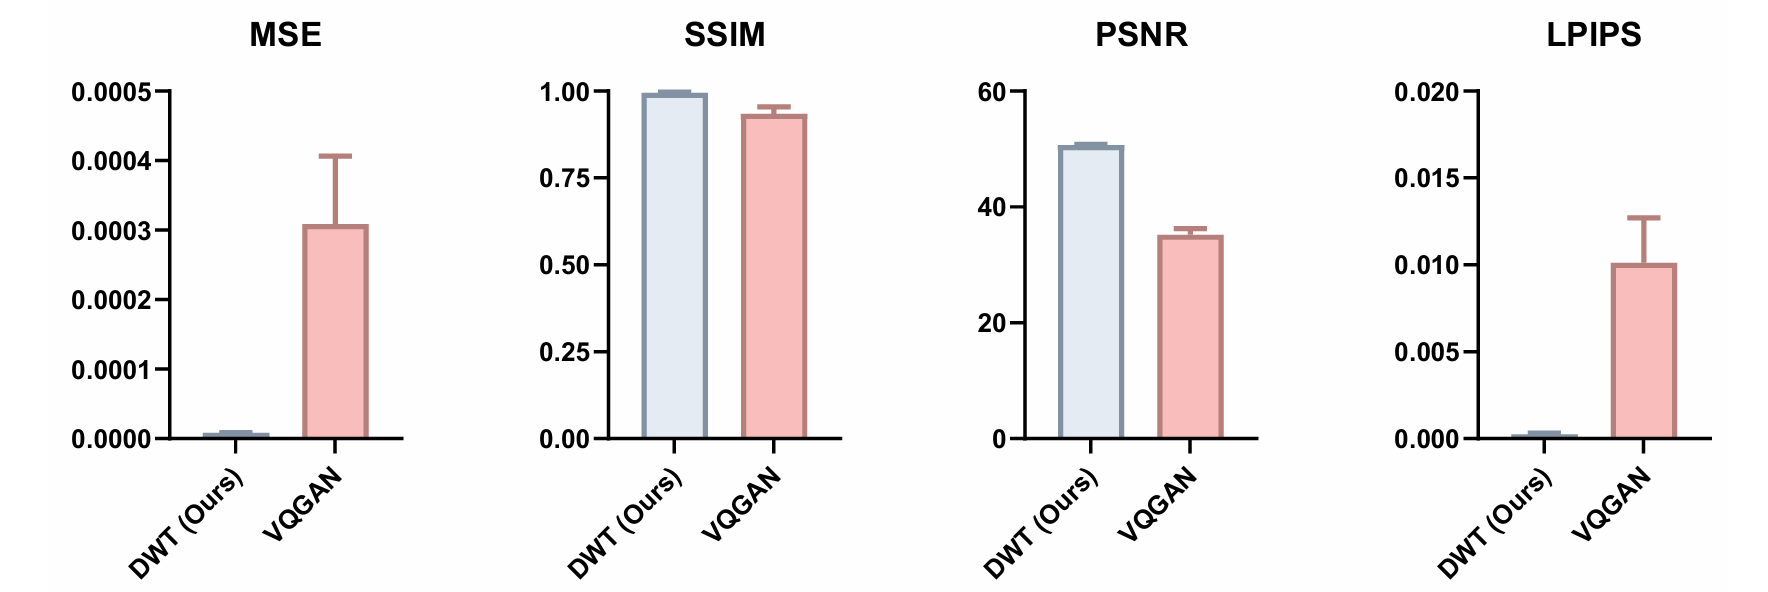 MSE
0.0005
0.0004
0.0003
0.0002
0.0001
0.0000
DWT (Ours)
VQGAN
SSIM
1.00
0.75
0.50
0.25
0.00
DWT (Ours)
VQGAN
PSNR
60
40
20
0
DWT (Ours)
VQGAN
LPIPS
0.020
0.015
0.010
0.005
0.000
DWT (Ours)
VQGAN